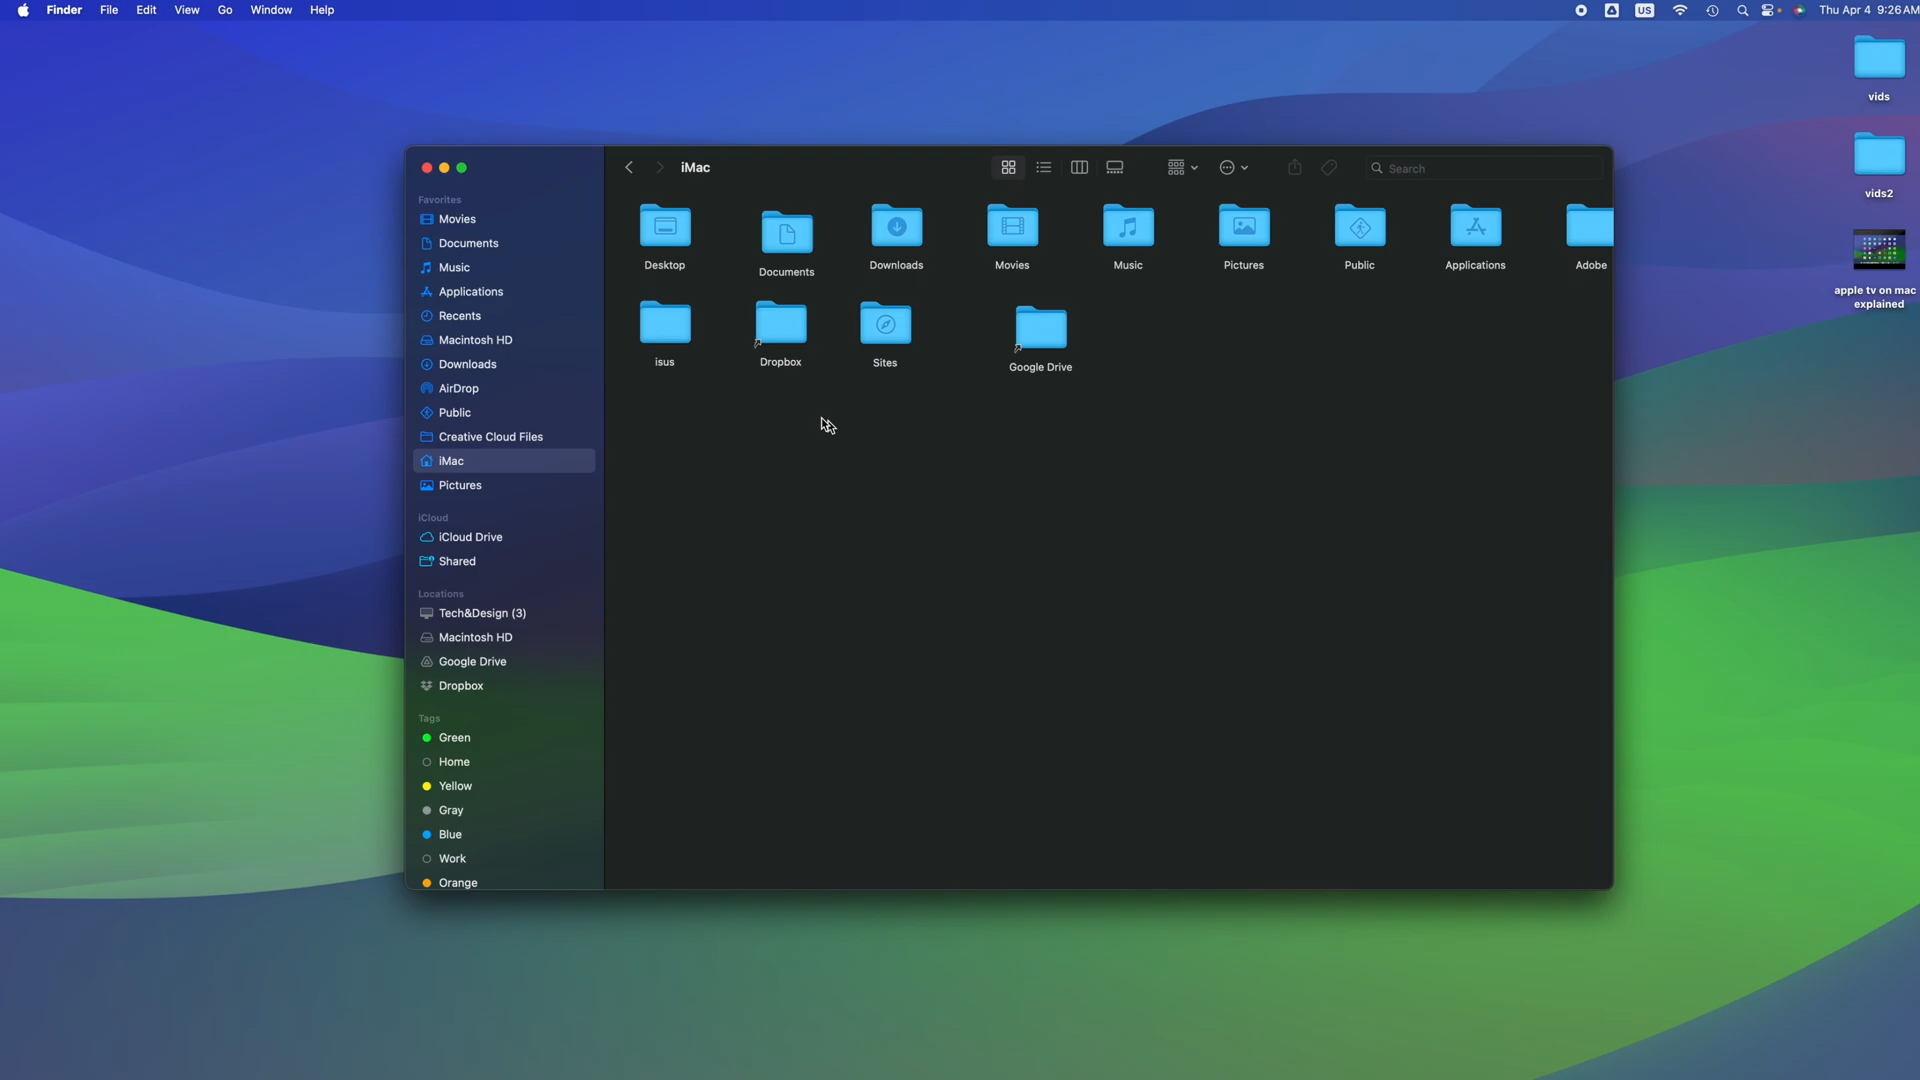 Finder File Edit View Go Window Help
US
Thu Apr 4 9:26AM
vids
vids2
apple tv on mac
explained
iMac
Search
Favorites
Movies
Documents
Music
Applications
Recents
Macintosh HD
Downloads
AirDrop
Public
Creative Cloud Files
iMac
Pictures
iCloud
iCloud Drive
Shared
Locations
Tech&Design (3)
Macintosh HD
Google Drive
Dropbox
Tags
Green
Home
Yellow
Gray
Blue
Work
Orange
Desktop
Documents
Downloads
Movies
Music
Pictures
Public
Applications
Adobe
isus
Dropbox
Sites
Google Drive